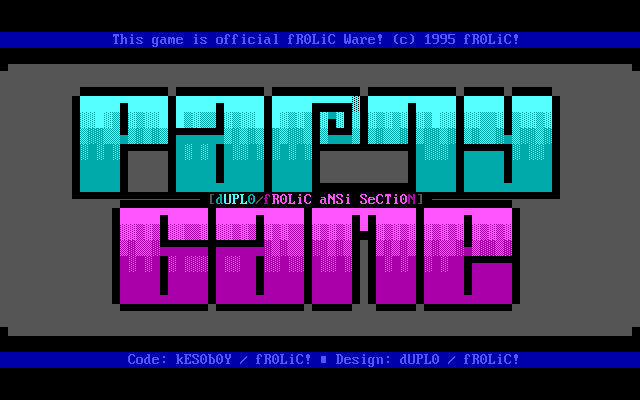 This game is official fR0LiC Ware! (c) 1995 fR0LiC!
PaRTY
[dUPL0/fR0LiC aNSi SeCTi0N]
GaMe
Code: kES0b0Y / fR0LiC! ■ Design: dUPL0 / fR0LiC!